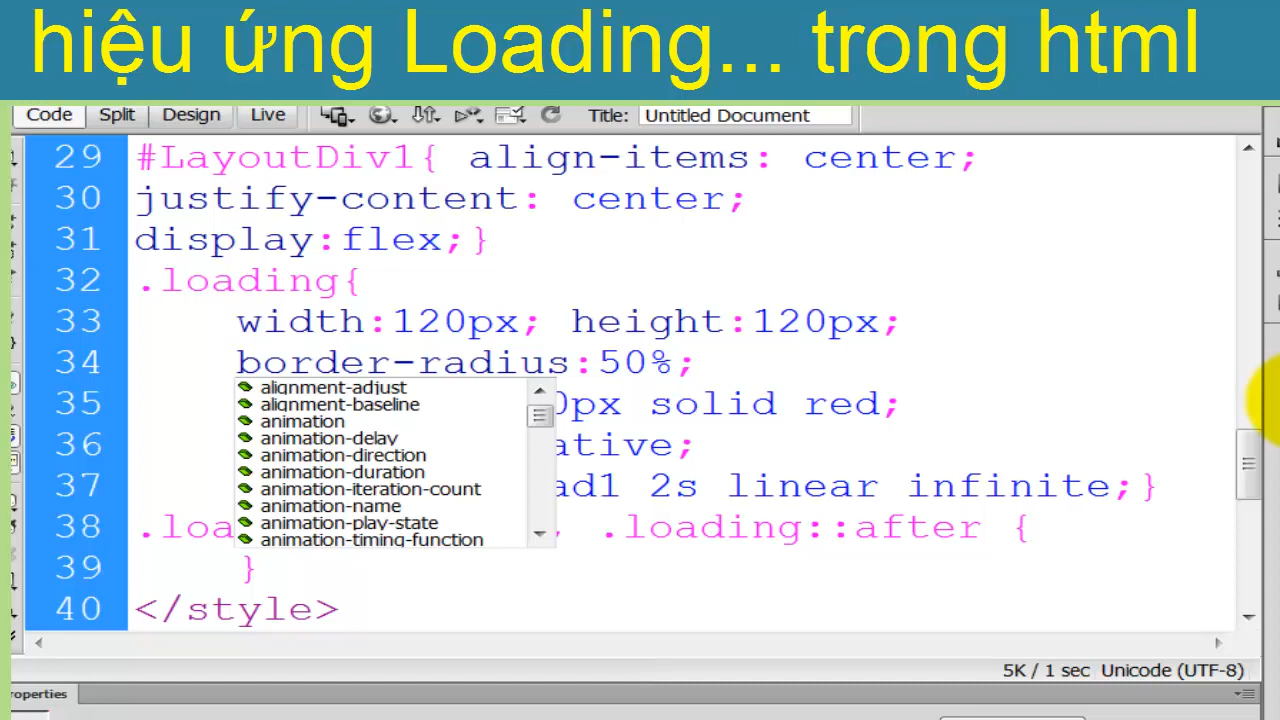 hiệu ứng Loading... trong html
Code Split Design Live Title: Untitled Document
29 #LayoutDiv1{ align-items: center;
30 justify-content: center;
31 display:flex;}
32 .loading{
33 width:120px; height:120px;
34 border-radius:50%;
alignment-adjust
alignment-baseline
animation
animation-delay
animation-direction
animation-duration
animation-iteration-count
animation-name
animation-play-state
animation-timing-function
35 0px solid red;
36 ative;
37 ad1 2s linear infinite;}
38 .loa , .loading::after {
39 }
40 </style>
5K / 1 sec Unicode (UTF-8)
roperties